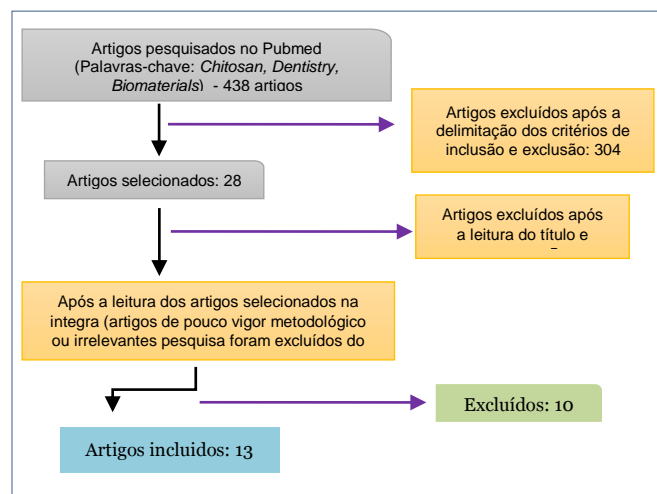 Artigos pesquisados no Pubmed
(Palavras-chave: Chitosan, Dentistry,
Biomaterials) - 438 artigos
Artigos excluídos após a
delimitação dos critérios de
inclusão e exclusão: 304
Artigos selecionados: 28
Artigos excluídos após
a leitura do título e
Após a leitura dos artigos selecionados na
integra (artigos de pouco vigor metodológico
ou irrelevantes pesquisa foram excluídos do
Excluídos: 10
Artigos incluidos: 13